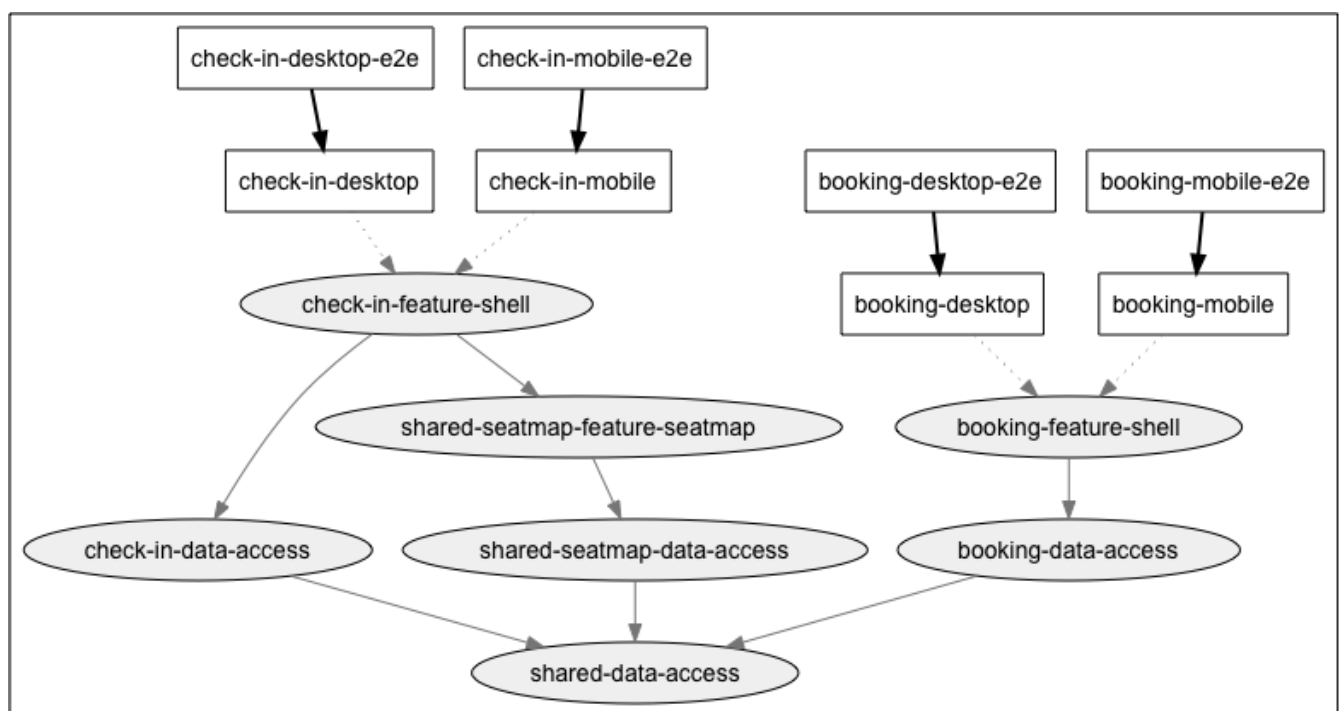 check-in-desktop-e2e
check-in-mobile-e2e
check-in-desktop
check-in-mobile
booking-desktop-e2e
booking-mobile-e2e
check-in-feature-shell
booking-desktop
booking-mobile
shared-seatmap-feature-seatmap
booking-feature-shell
check-in-data-access
shared-seatmap-data-access
booking-data-access
shared-data-access